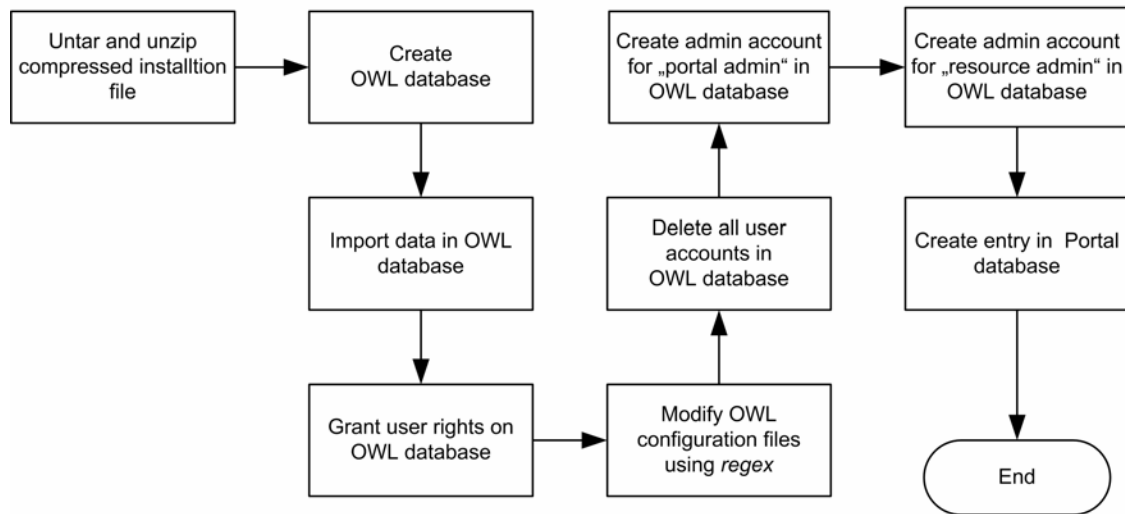 Untar and unzip
compressed installtion
file
Create
OWL database
Import data in OWL
database
Grant user rights on
OWL database
Modify OWL
configuration files
using regex
Delete all user
accounts in
OWL database
Create admin account
for „portal admin“ in
OWL database
Create admin account
for „resource admin“ in
OWL database
Create entry in Portal
database
End